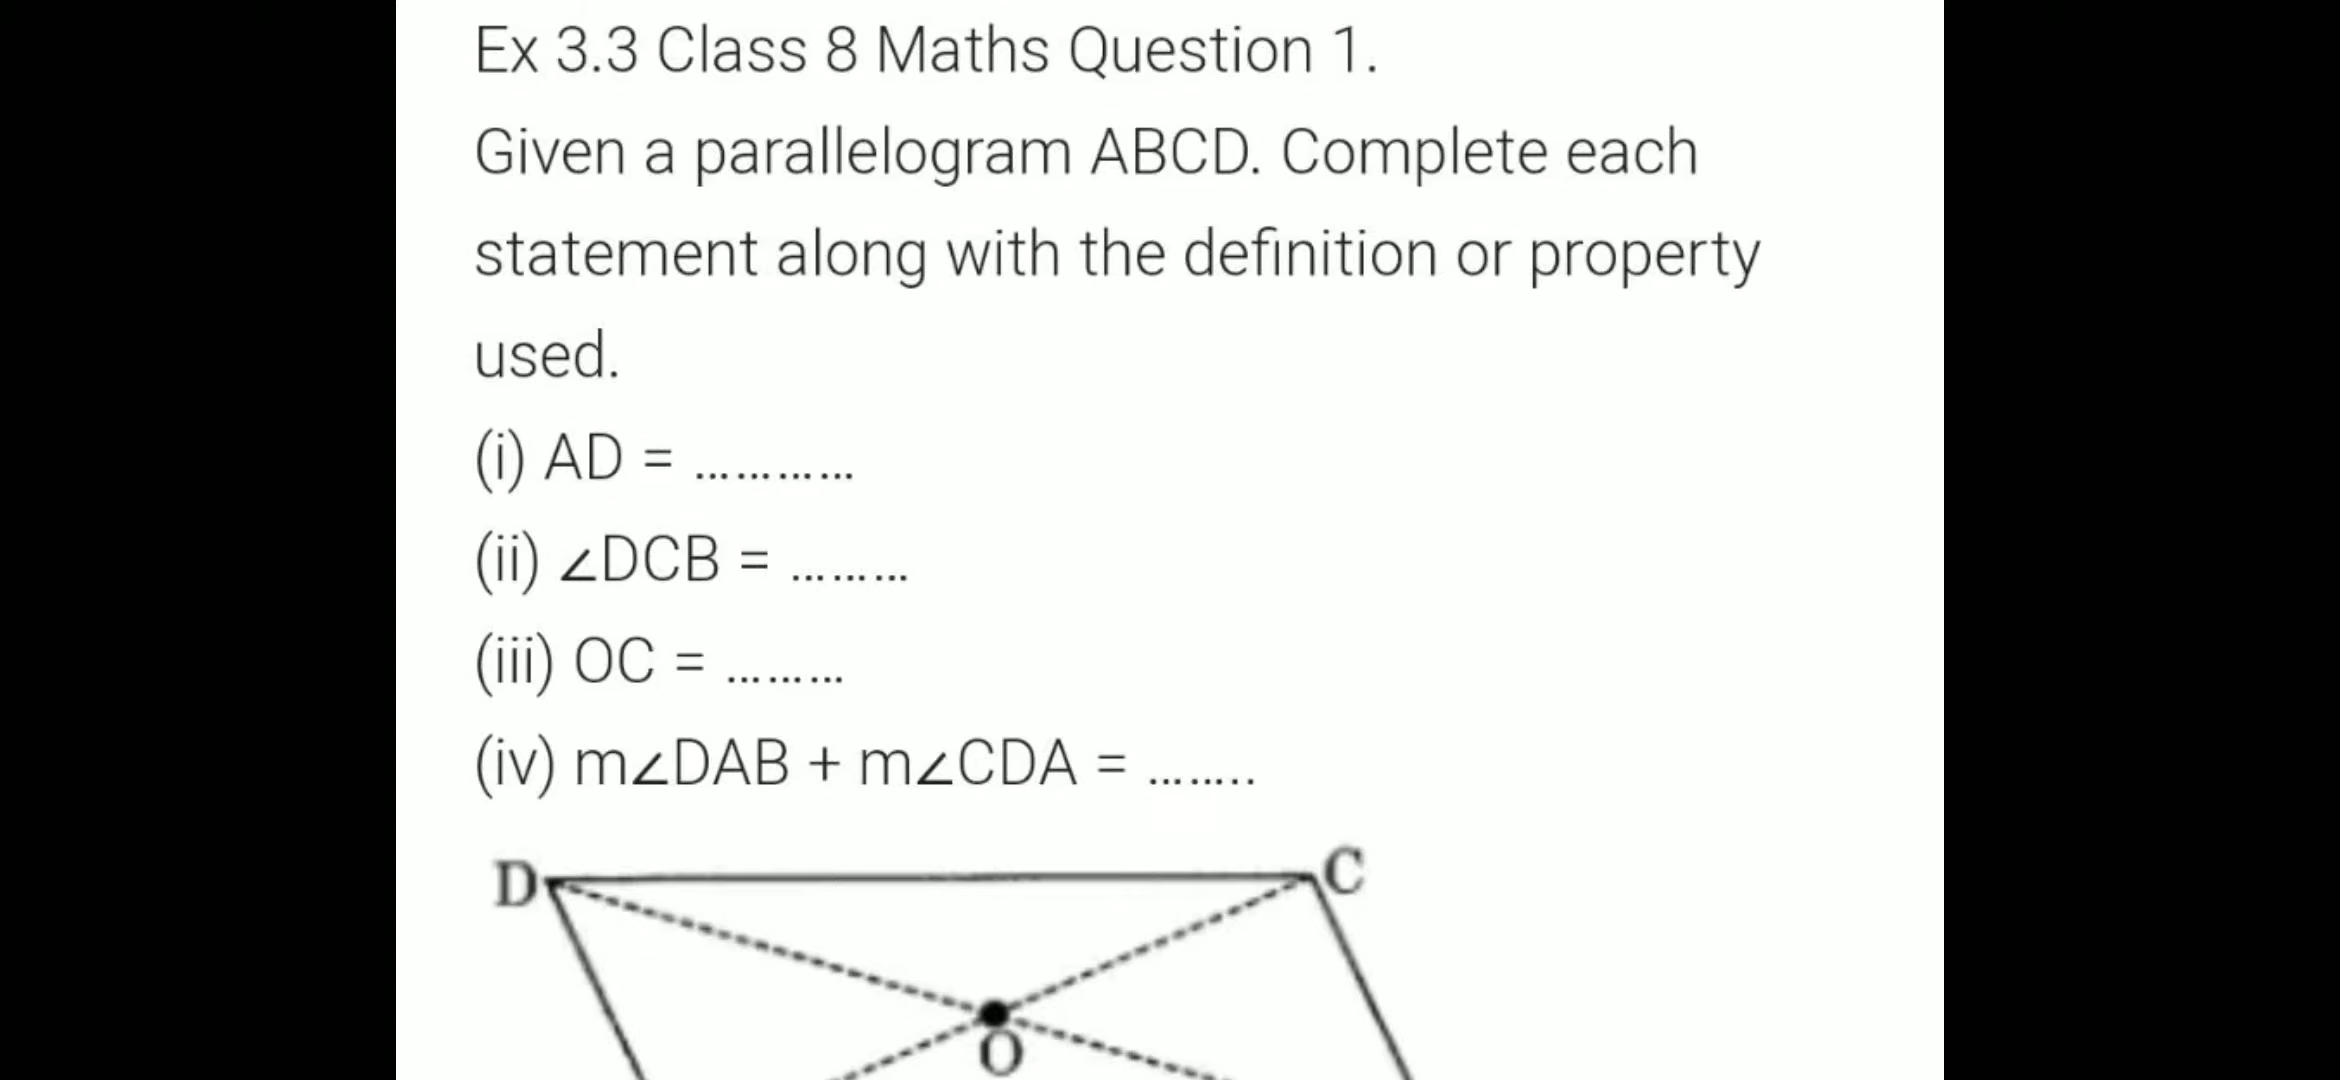 Ex 3.3 Class 8 Maths Question 1.
Given a parallelogram ABCD. Complete each
statement along with the definition or property
used.
(i) AD = …………
(ii) ∠DCB = ………
(iii) OC = ………
(iv) m∠DAB + m∠CDA = ……..
D
C
O